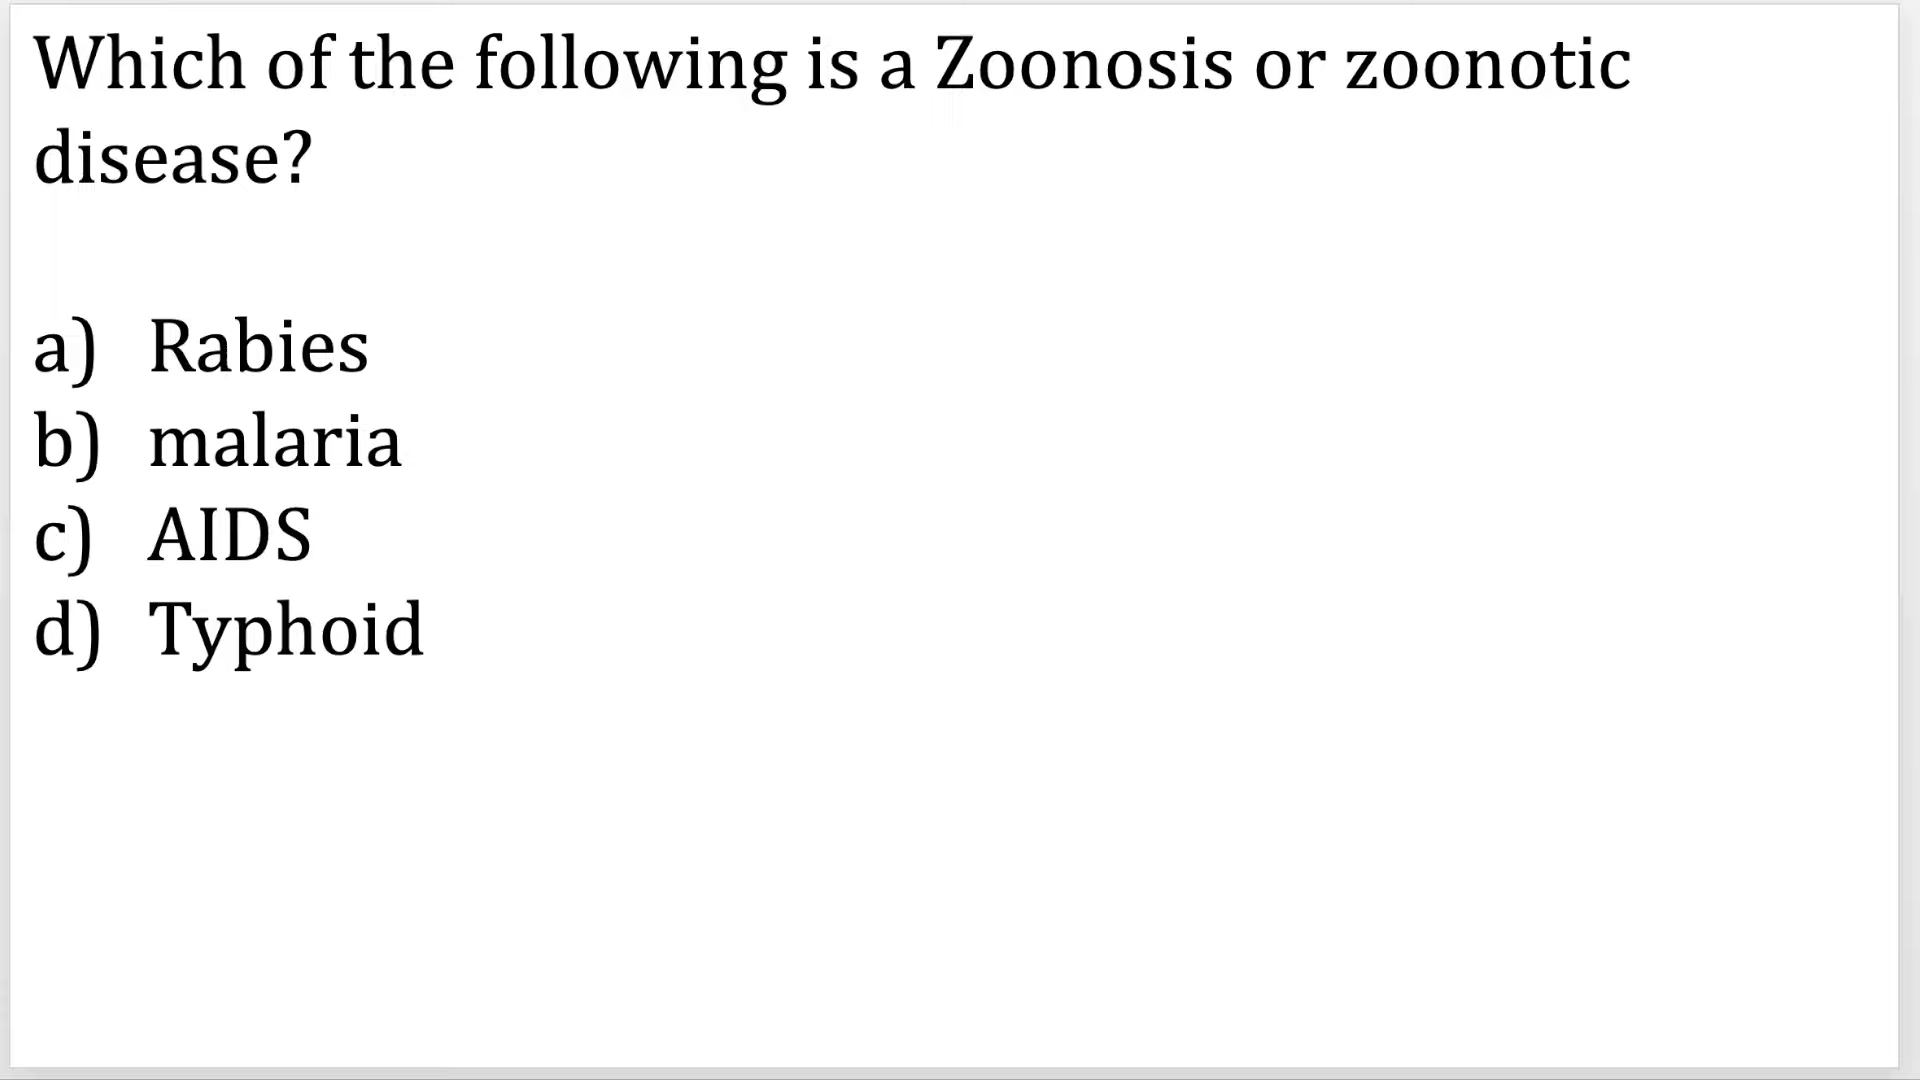 Which of the following is a Zoonosis or zoonotic
disease?
a) Rabies
b) malaria
c) AIDS
d) Typhoid